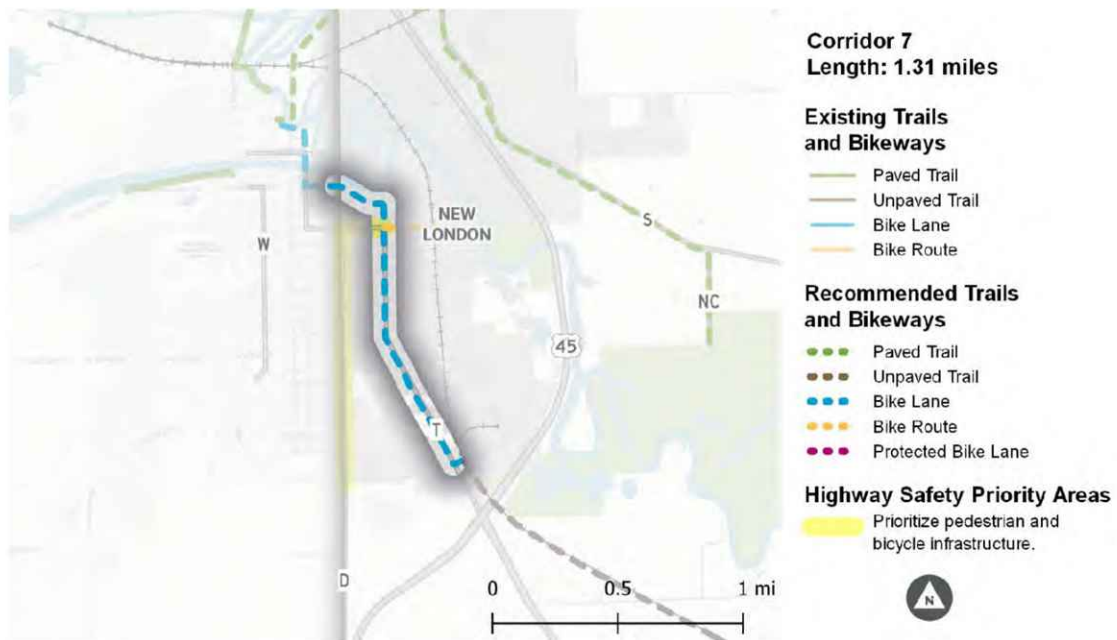 Corridor 7
Length: 1.31 miles
Existing Trails
and Bikeways
Paved Trail
Unpaved Trail
Bike Lane
Bike Route
Recommended Trails
and Bikeways
Paved Trail
Unpaved Trail
Bike Lane
Bike Route
Protected Bike Lane
Highway Safety Priority Areas
Prioritize pedestrian and
bicycle infrastructure.
N
NEW
LONDON
W
S
NC
45
T
D
0 0.5 1 mi